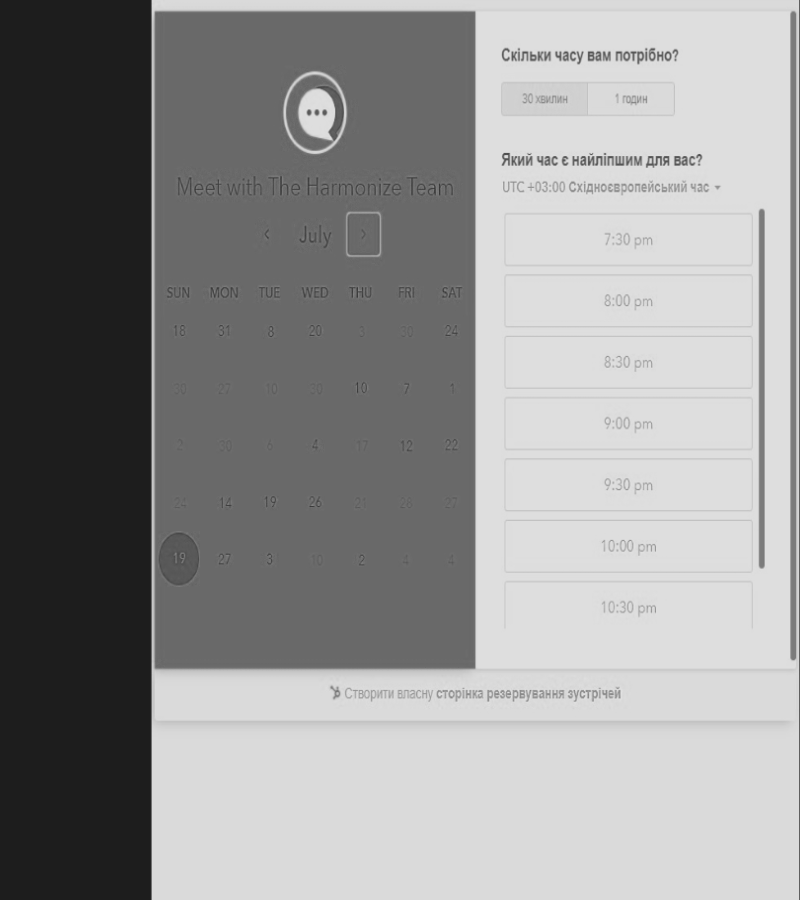 Meet with The Harmonize Team
July
SUN MON TUE WED THU FRI SAT
18 31 8 20 3 30 24
30 27 10 30 10 7 1
2 30 6 4 17 12 22
24 14 19 26 21 28 27
19 27 3 10 2 4 4
Скільки часу вам потрібно?
30 хвилин 1 годин
Який час є найліпшим для вас?
UTC +03:00 Східноєвропейський час
7:30 pm
8:00 pm
8:30 pm
9:00 pm
9:30 pm
10:00 pm
10:30 pm
Створити власну сторінка резервування зустрічей